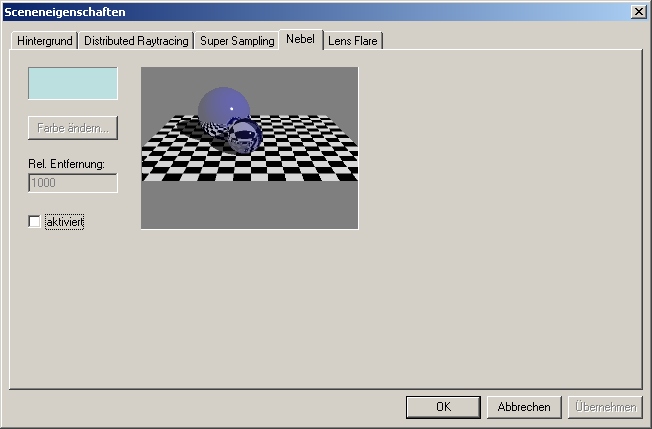 Sceneneigenschaften
Hintergrund Distributed Raytracing Super Sampling Nebel Lens Flare
Farbe ändern...
Rel. Entfernung:
1000
aktiviert
OK Abbrechen Übernehmen